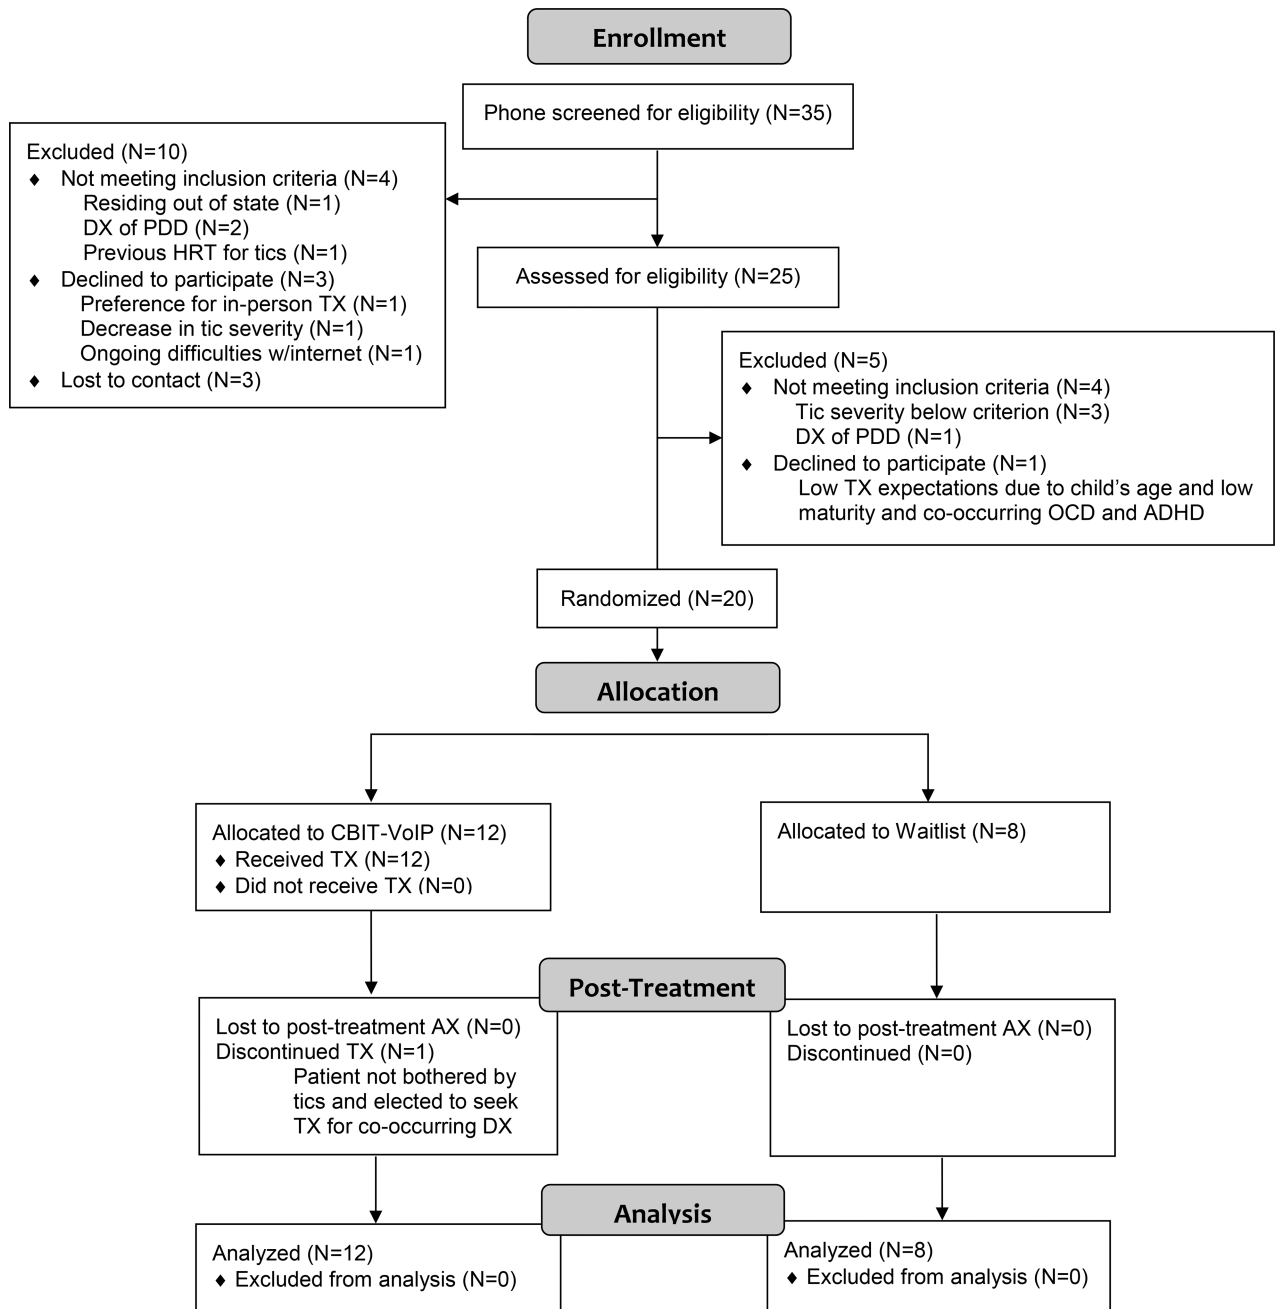 Enrollment
Phone screened for eligibility (N=35)
Excluded (N=10)
♦ Not meeting inclusion criteria (N=4)
Residing out of state (N=1)
DX of PDD (N=2)
Previous HRT for tics (N=1)
♦ Declined to participate (N=3)
Preference for in-person TX (N=1)
Decrease in tic severity (N=1)
Ongoing difficulties w/internet (N=1)
♦ Lost to contact (N=3)
Assessed for eligibility (N=25)
Excluded (N=5)
♦ Not meeting inclusion criteria (N=4)
Tic severity below criterion (N=3)
DX of PDD (N=1)
♦ Declined to participate (N=1)
Low TX expectations due to child’s age and low
maturity and co-occurring OCD and ADHD
Randomized (N=20)
Allocation
Allocated to CBIT-VoIP (N=12)
♦ Received TX (N=12)
♦ Did not receive TX (N=0)
Allocated to Waitlist (N=8)
Post-Treatment
Lost to post-treatment AX (N=0)
Discontinued TX (N=1)
Patient not bothered by
tics and elected to seek
TX for co-occurring DX
Lost to post-treatment AX (N=0)
Discontinued (N=0)
Analysis
Analyzed (N=12)
♦ Excluded from analysis (N=0)
Analyzed (N=8)
♦ Excluded from analysis (N=0)